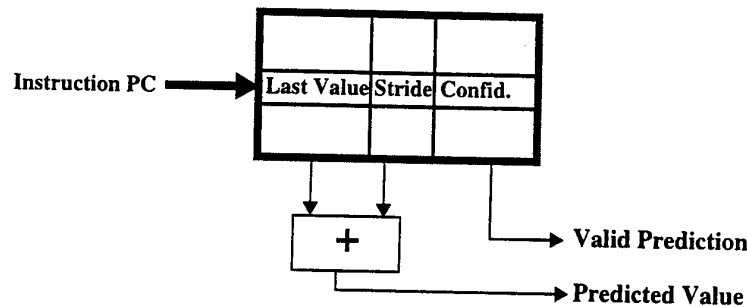 Instruction PC
Last Value Stride Confid.
+
Valid Prediction
Predicted Value